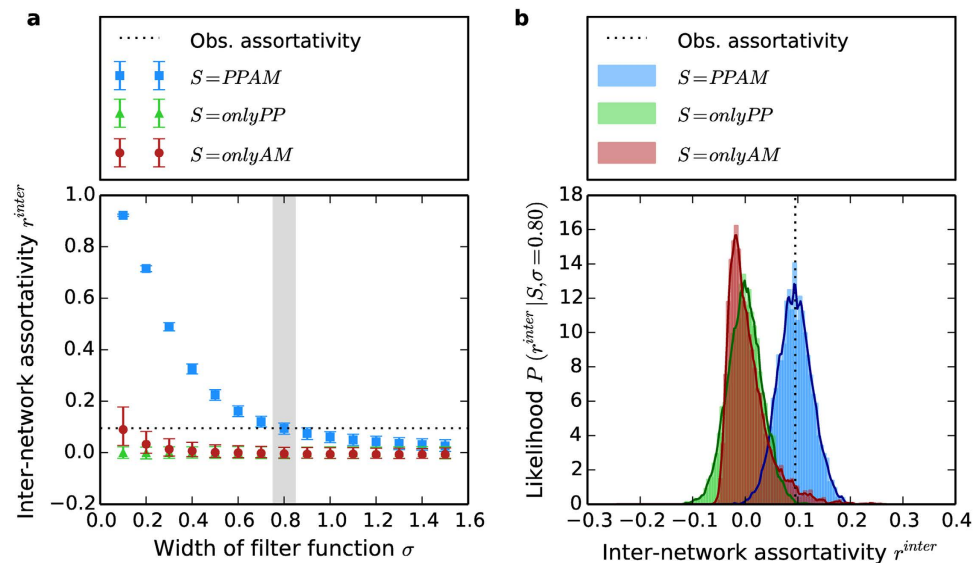 a
Obs. assortativity
S=PPAM
S=onlyPP
S=onlyAM
Inter-network assortativity r^inter
1.0
0.8
0.6
0.4
0.2
0.0
−0.2
0.0 0.2 0.4 0.6 0.8 1.0 1.2 1.4 1.6
Width of filter function σ
b
Obs. assortativity
S=PPAM
S=onlyPP
S=onlyAM
Likelihood P (r^inter |S,σ=0.80)
18
16
14
12
10
8
6
4
2
0
−0.3 −0.2 −0.1 0.0 0.1 0.2 0.3 0.4
Inter-network assortativity r^inter